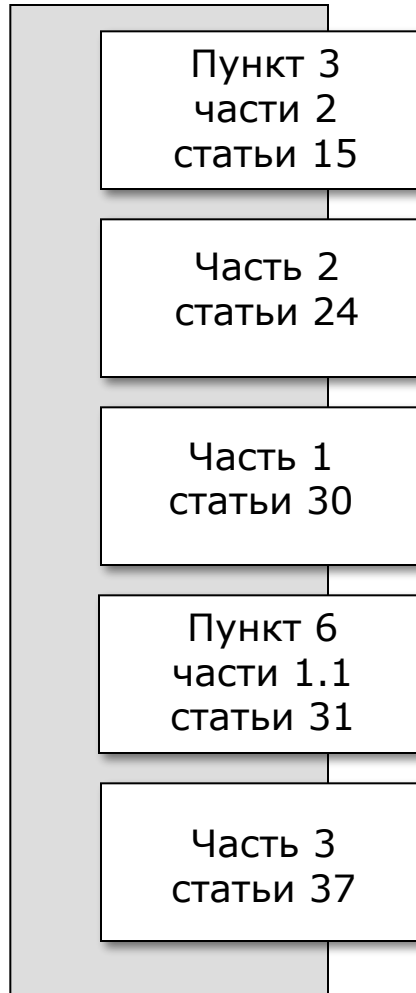 Пункт 3
части 2
статьи 15
Часть 2
статьи 24
Часть 1
статьи 30
Пункт 6
части 1.1
статьи 31
Часть 3
статьи 37